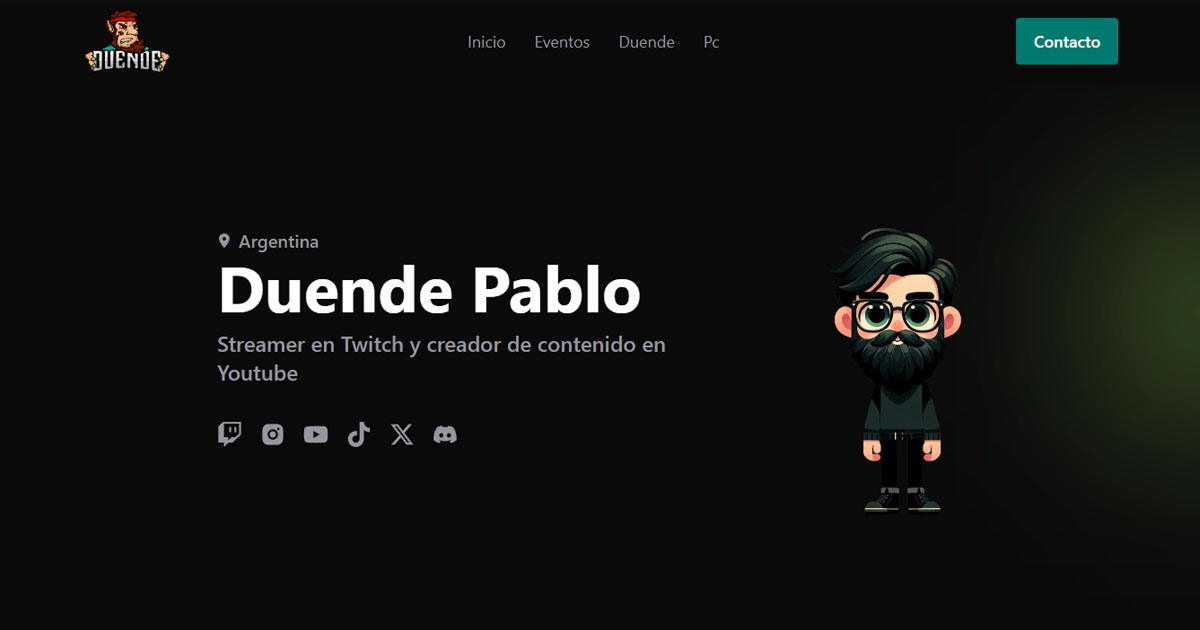 DUENDE
Inicio Eventos Duende Pc
Contacto
Argentina
Duende Pablo
Streamer en Twitch y creador de contenido en
Youtube